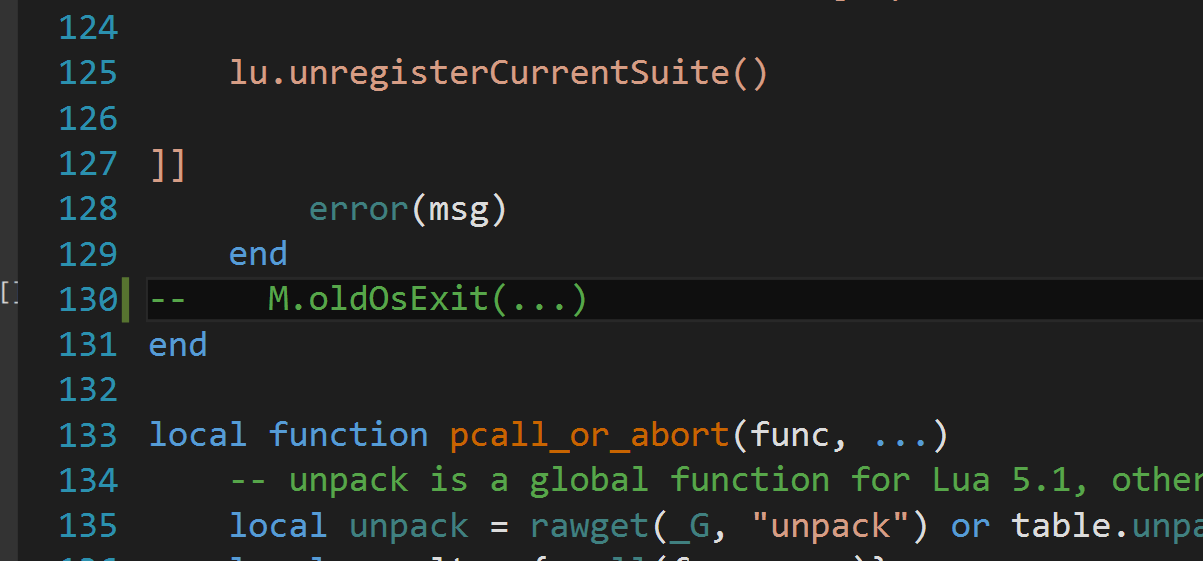 124
125 lu.unregisterCurrentSuite()
126
127 ]]
128 error(msg)
129 end
[] 130 -- M.oldOsExit(...)
131 end
132
133 local function pcall_or_abort(func, ...)
134 -- unpack is a global function for Lua 5.1, other
135 local unpack = rawget(_G, "unpack") or table.unpa